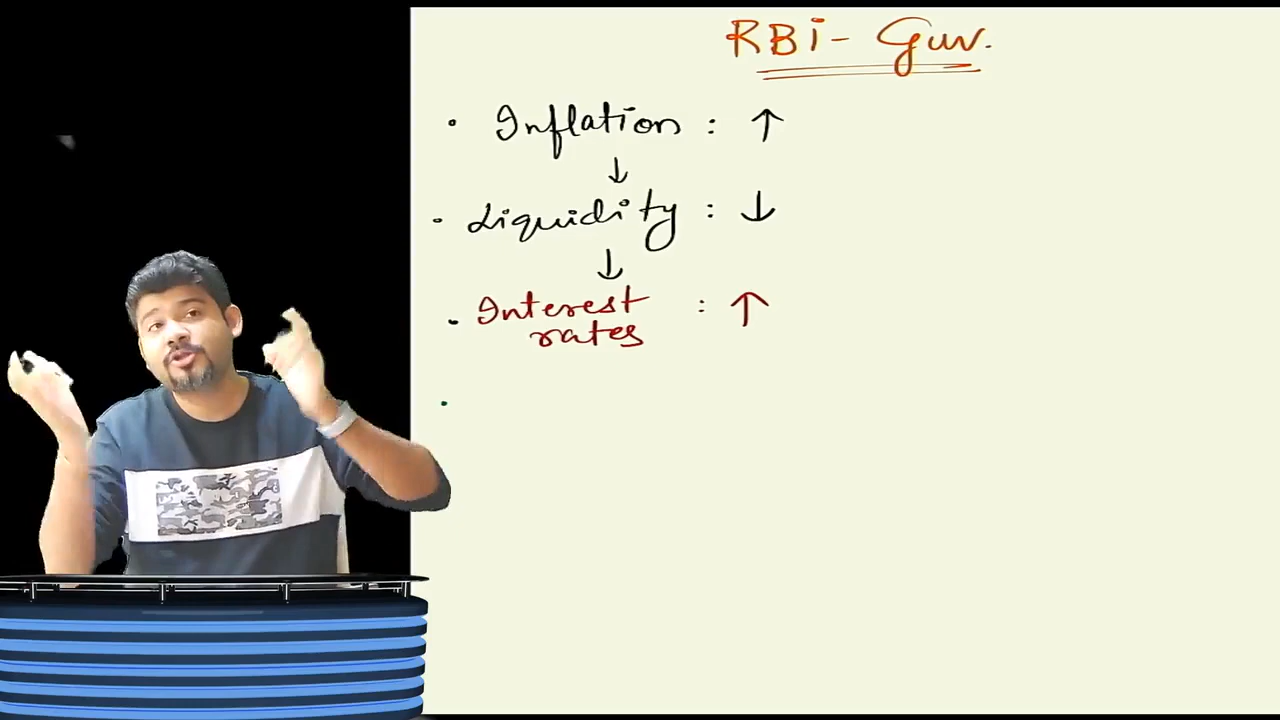 RBi - Guv.
• Inflation : ↑
↓
• Liquidity : ↓
↓
• Interest : ↑
rates
•